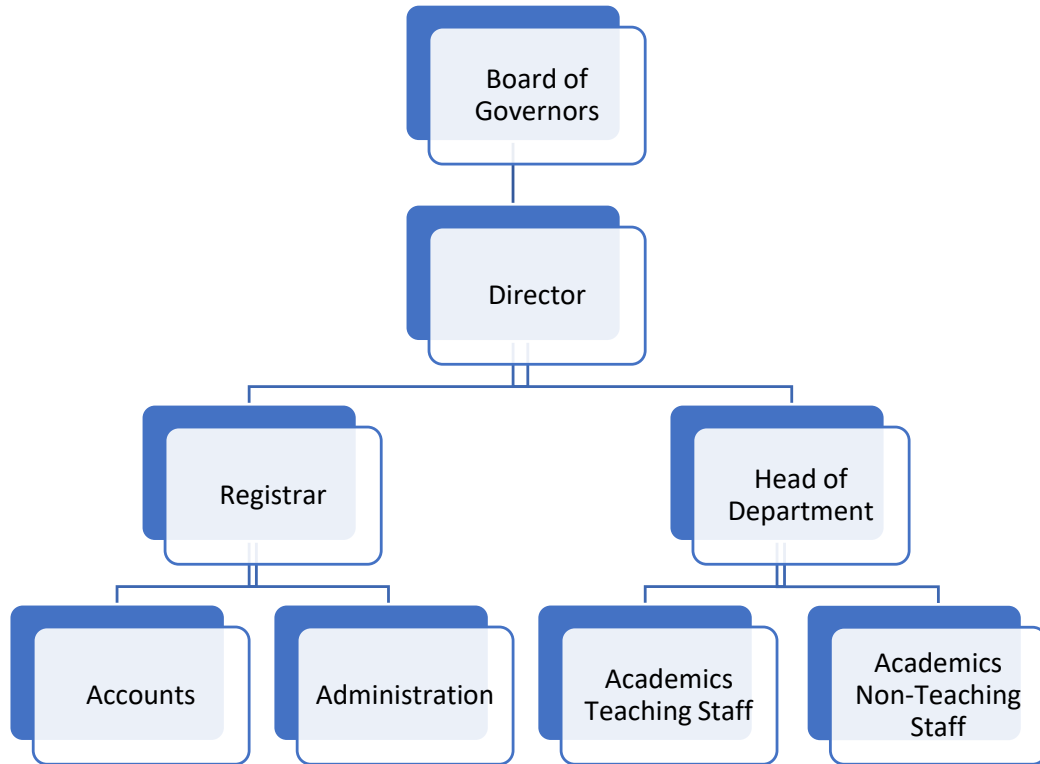 Board of
Governors
Director
Registrar
Head of
Department
Accounts
Administration
Academics
Teaching Staff
Academics
Non-Teaching
Staff